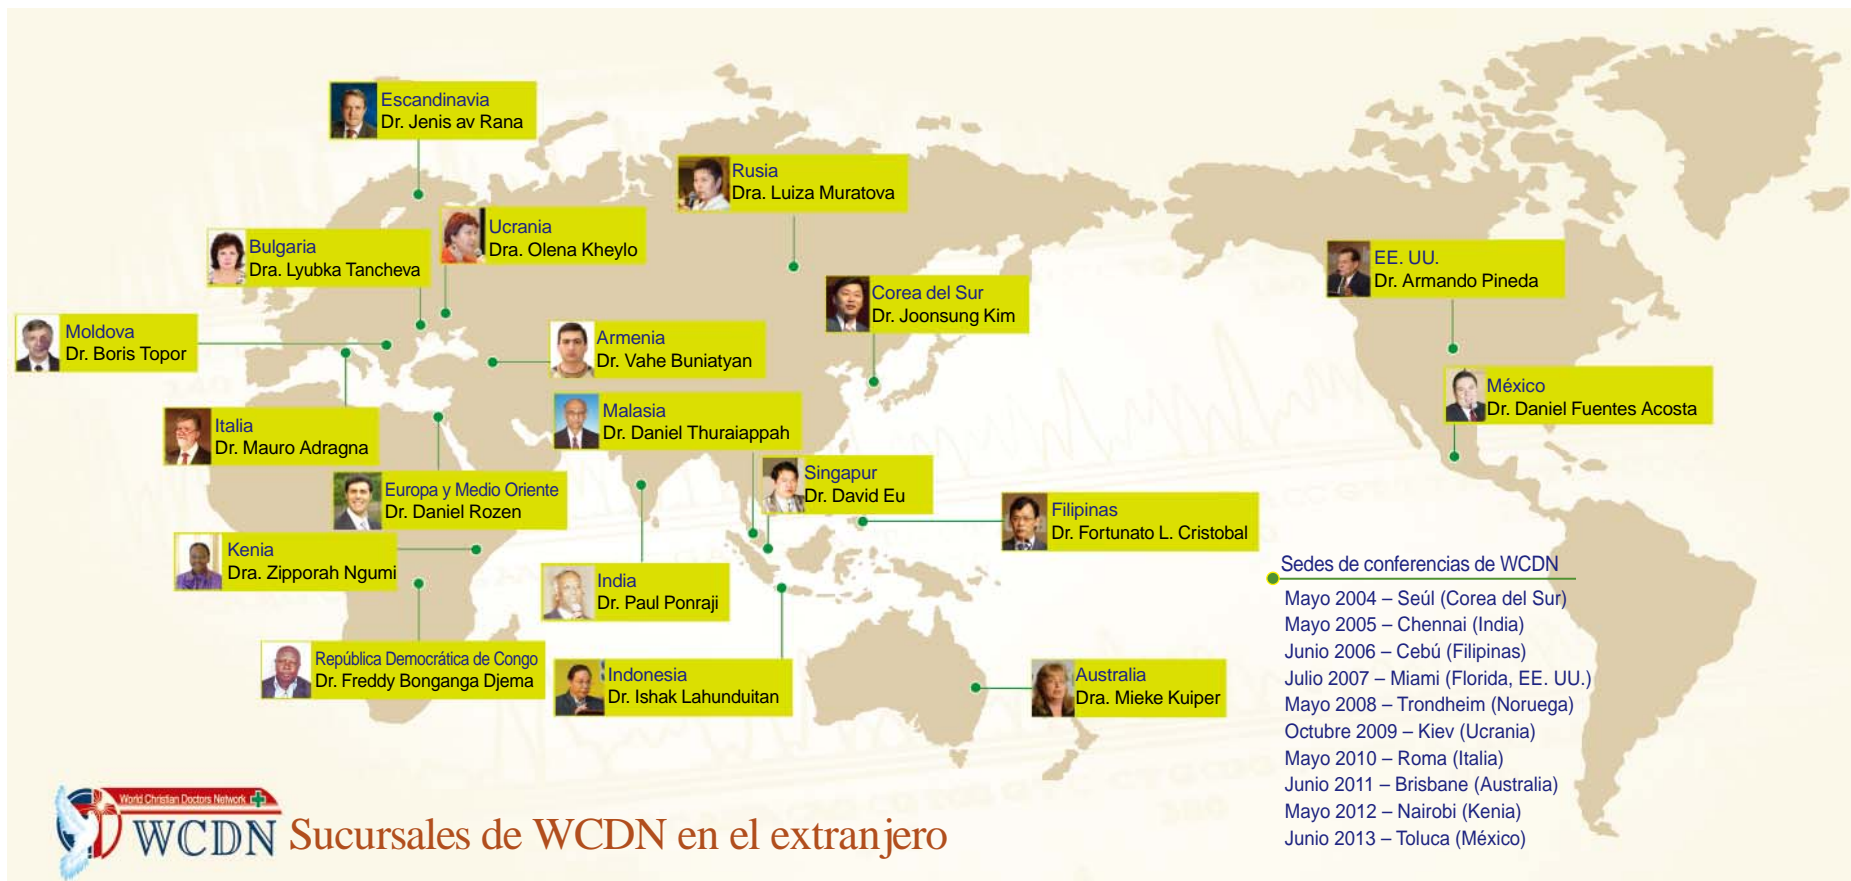 Escandinavia
Dr. Jenis av Rana
Rusia
Dra. Luiza Muratova
Ucrania
Dra. Olena Kheylo
Bulgaria
Dra. Lyubka Tancheva
EE. UU.
Dr. Armando Pineda
Corea del Sur
Dr. Joonsung Kim
Moldova
Dr. Boris Topor
Armenia
Dr. Vahe Buniatyan
México
Dr. Daniel Fuentes Acosta
Italia
Dr. Mauro Adragna
Malasia
Dr. Daniel Thuraiappah
Singapur
Dr. David Eu
Europa y Medio Oriente
Dr. Daniel Rozen
Filipinas
Dr. Fortunato L. Cristobal
Kenia
Dra. Zipporah Ngumi
India
Dr. Paul Ponraji
República Democrática de Congo
Dr. Freddy Bonganga Djema
Indonesia
Dr. Ishak Lahunduitan
Australia
Dra. Mieke Kuiper
Sedes de conferencias de WCDN
Mayo 2004 – Seúl (Corea del Sur)
Mayo 2005 – Chennai (India)
Junio 2006 – Cebú (Filipinas)
Julio 2007 – Miami (Florida, EE. UU.)
Mayo 2008 – Trondheim (Noruega)
Octubre 2009 – Kiev (Ucrania)
Mayo 2010 – Roma (Italia)
Junio 2011 – Brisbane (Australia)
Mayo 2012 – Nairobi (Kenia)
Junio 2013 – Toluca (México)
World Christian Doctors Network
WCDN
Sucursales de WCDN en el extranjero